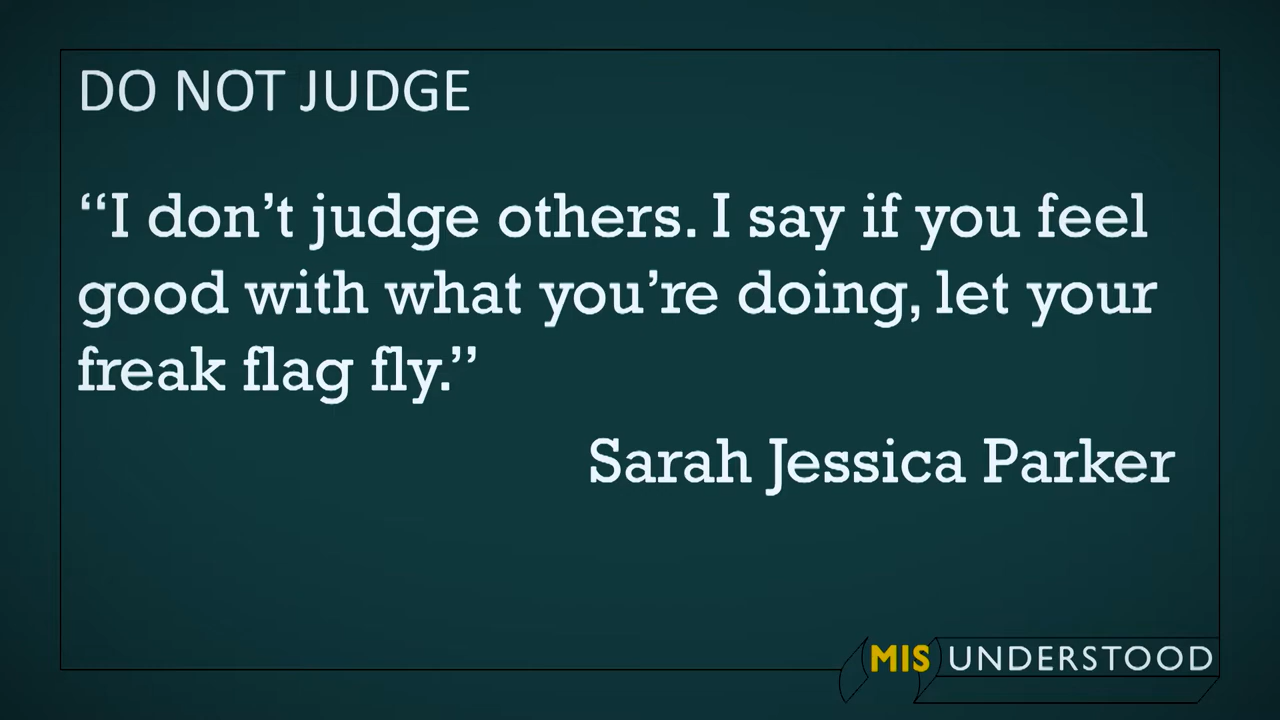 DO NOT JUDGE
“I don’t judge others. I say if you feel
good with what you’re doing, let your
freak flag fly.”
Sarah Jessica Parker
MIS UNDERSTOOD